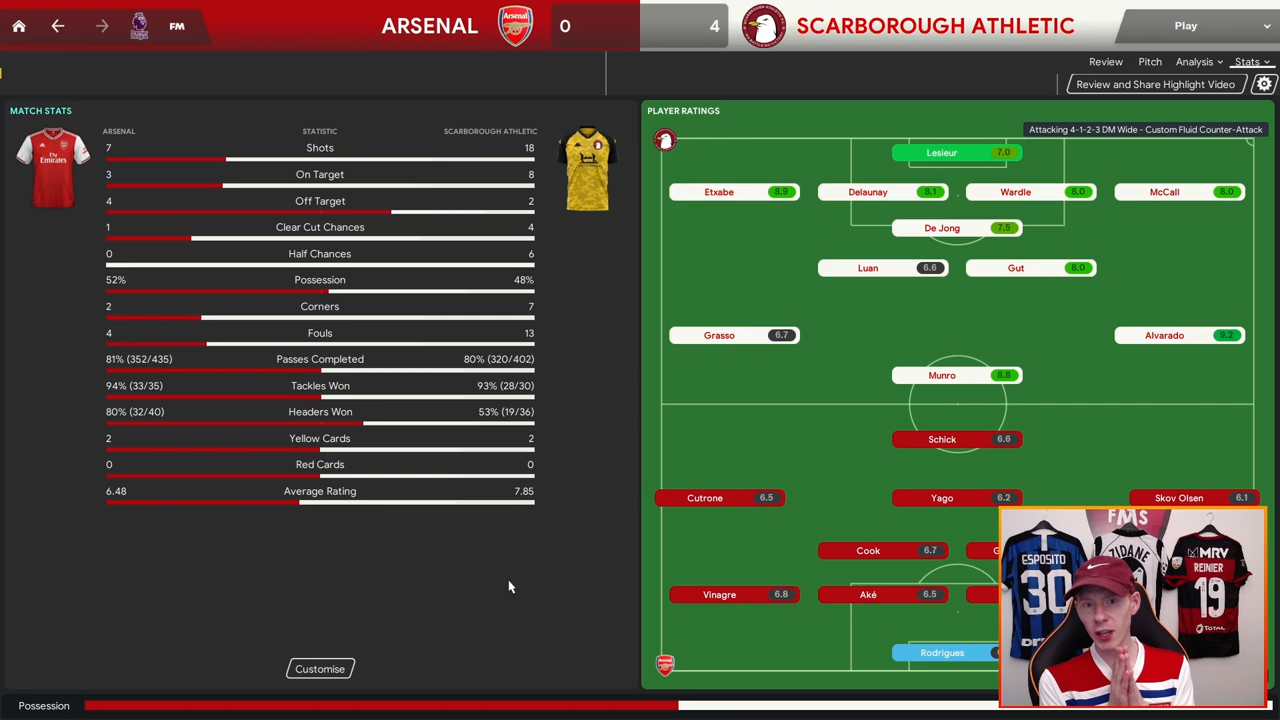 FM
ARSENAL
Arsenal
0
4
SCARBOROUGH ATHLETIC
Play
Review
Pitch
Analysis
Stats
Review and Share Highlight Video
MATCH STATS
ARSENAL STATISTIC SCARBOROUGH ATHLETIC
7 Shots 18
3 On Target 8
4 Off Target 2
1 Clear Cut Chances 4
0 Half Chances 6
52% Possession 48%
2 Corners 7
4 Fouls 13
81% (352/435) Passes Completed 80% (320/402)
94% (33/35) Tackles Won 93% (28/30)
80% (32/40) Headers Won 53% (19/36)
2 Yellow Cards 2
0 Red Cards 0
6.48 Average Rating 7.85
Fly
Emirates
Customise
Possession
PLAYER RATINGS
Attacking 4-1-2-3 DM Wide - Custom Fluid Counter-Attack
Lesieur 7.0
Etxabe 8.9 Delaunay 8.1 Wardle 8.0 McCall 8.0
De Jong 7.5
Luan 6.6 Gut 8.0
Grasso 6.7 Alvarado 9.2
Munro 8.8
Schick 6.6
Cutrone 6.5 Yago 6.2 Skov Olsen 6.1
Cook 6.7
Vinagre 6.8 Aké 6.5
Rodrigues
FMS
ESPOSITO
30
ZIDANE
MRV
REINIER
19
TOTAL